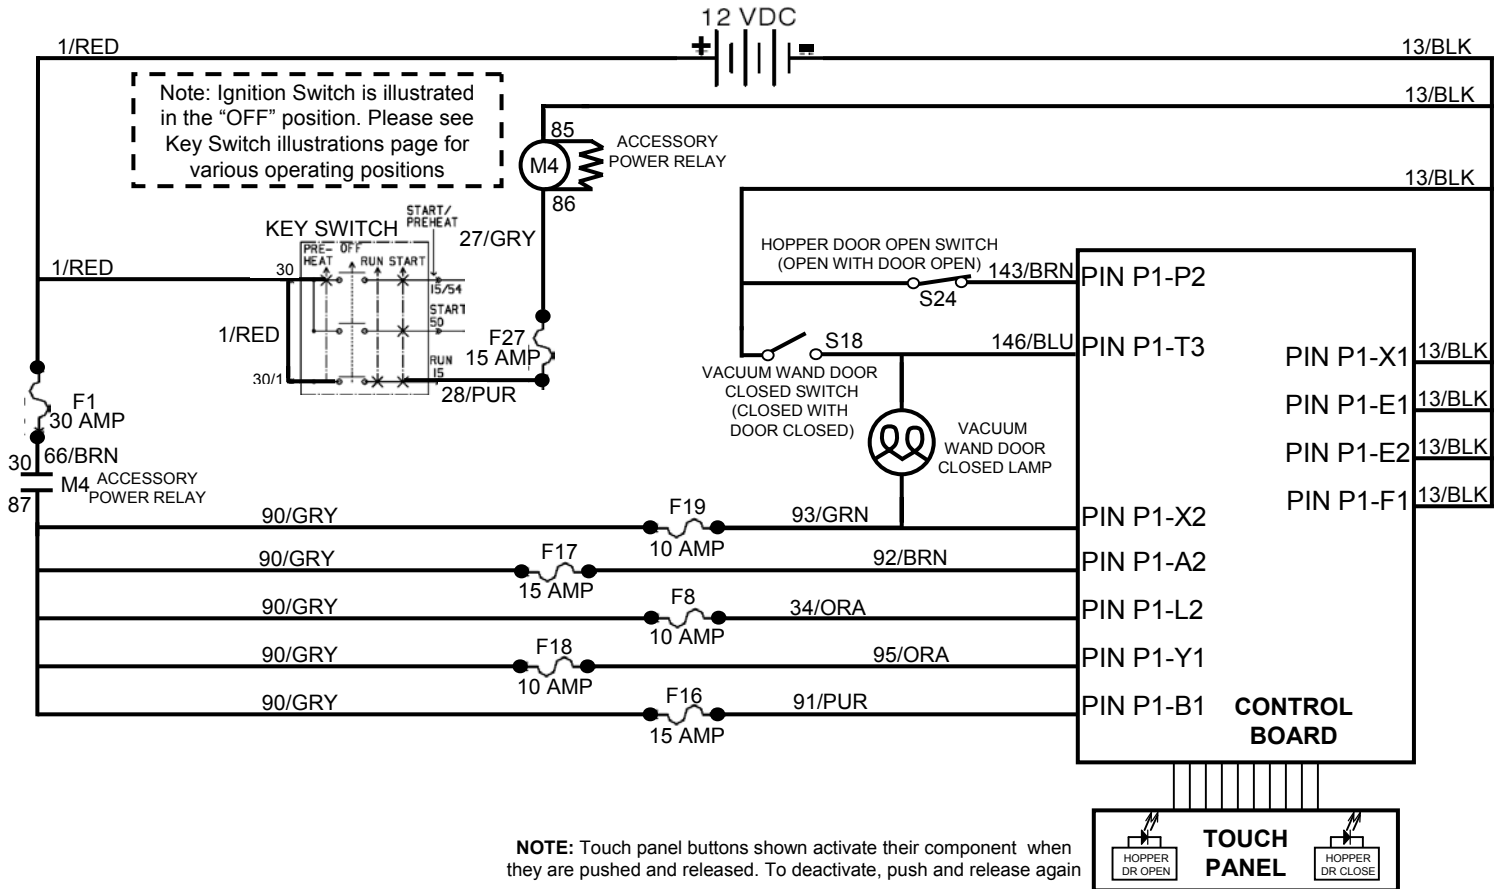 12 VDC
1/RED
+
-
13/BLK
Note: Ignition Switch is illustrated
in the “OFF” position. Please see
Key Switch illustrations page for
various operating positions
13/BLK
85
M4
ACCESSORY
POWER RELAY
86
13/BLK
KEY SWITCH
START/
PREHEAT
27/GRY
PRE-
HEAT
OFF
RUN
START
30
15/54
START
50
RUN
15
30/1
1/RED
1/RED
28/PUR
F27
15 AMP
HOPPER DOOR OPEN SWITCH
(OPEN WITH DOOR OPEN)
S24
143/BRN
PIN P1-P2
S18
146/BLU
PIN P1-T3
VACUUM WAND DOOR
CLOSED SWITCH
(CLOSED WITH
DOOR CLOSED)
VACUUM
WAND DOOR
CLOSED LAMP
PIN P1-X1
13/BLK
PIN P1-E1
13/BLK
PIN P1-E2
13/BLK
PIN P1-F1
13/BLK
F1
30 AMP
30
66/BRN
M4
ACCESSORY
POWER RELAY
87
90/GRY
F19
10 AMP
93/GRN
PIN P1-X2
90/GRY
F17
15 AMP
92/BRN
PIN P1-A2
90/GRY
F8
10 AMP
34/ORA
PIN P1-L2
90/GRY
F18
10 AMP
95/ORA
PIN P1-Y1
90/GRY
F16
15 AMP
91/PUR
PIN P1-B1
CONTROL
BOARD
NOTE: Touch panel buttons shown activate their component when
they are pushed and released. To deactivate, push and release again
HOPPER
DR OPEN
TOUCH
PANEL
HOPPER
DR CLOSE